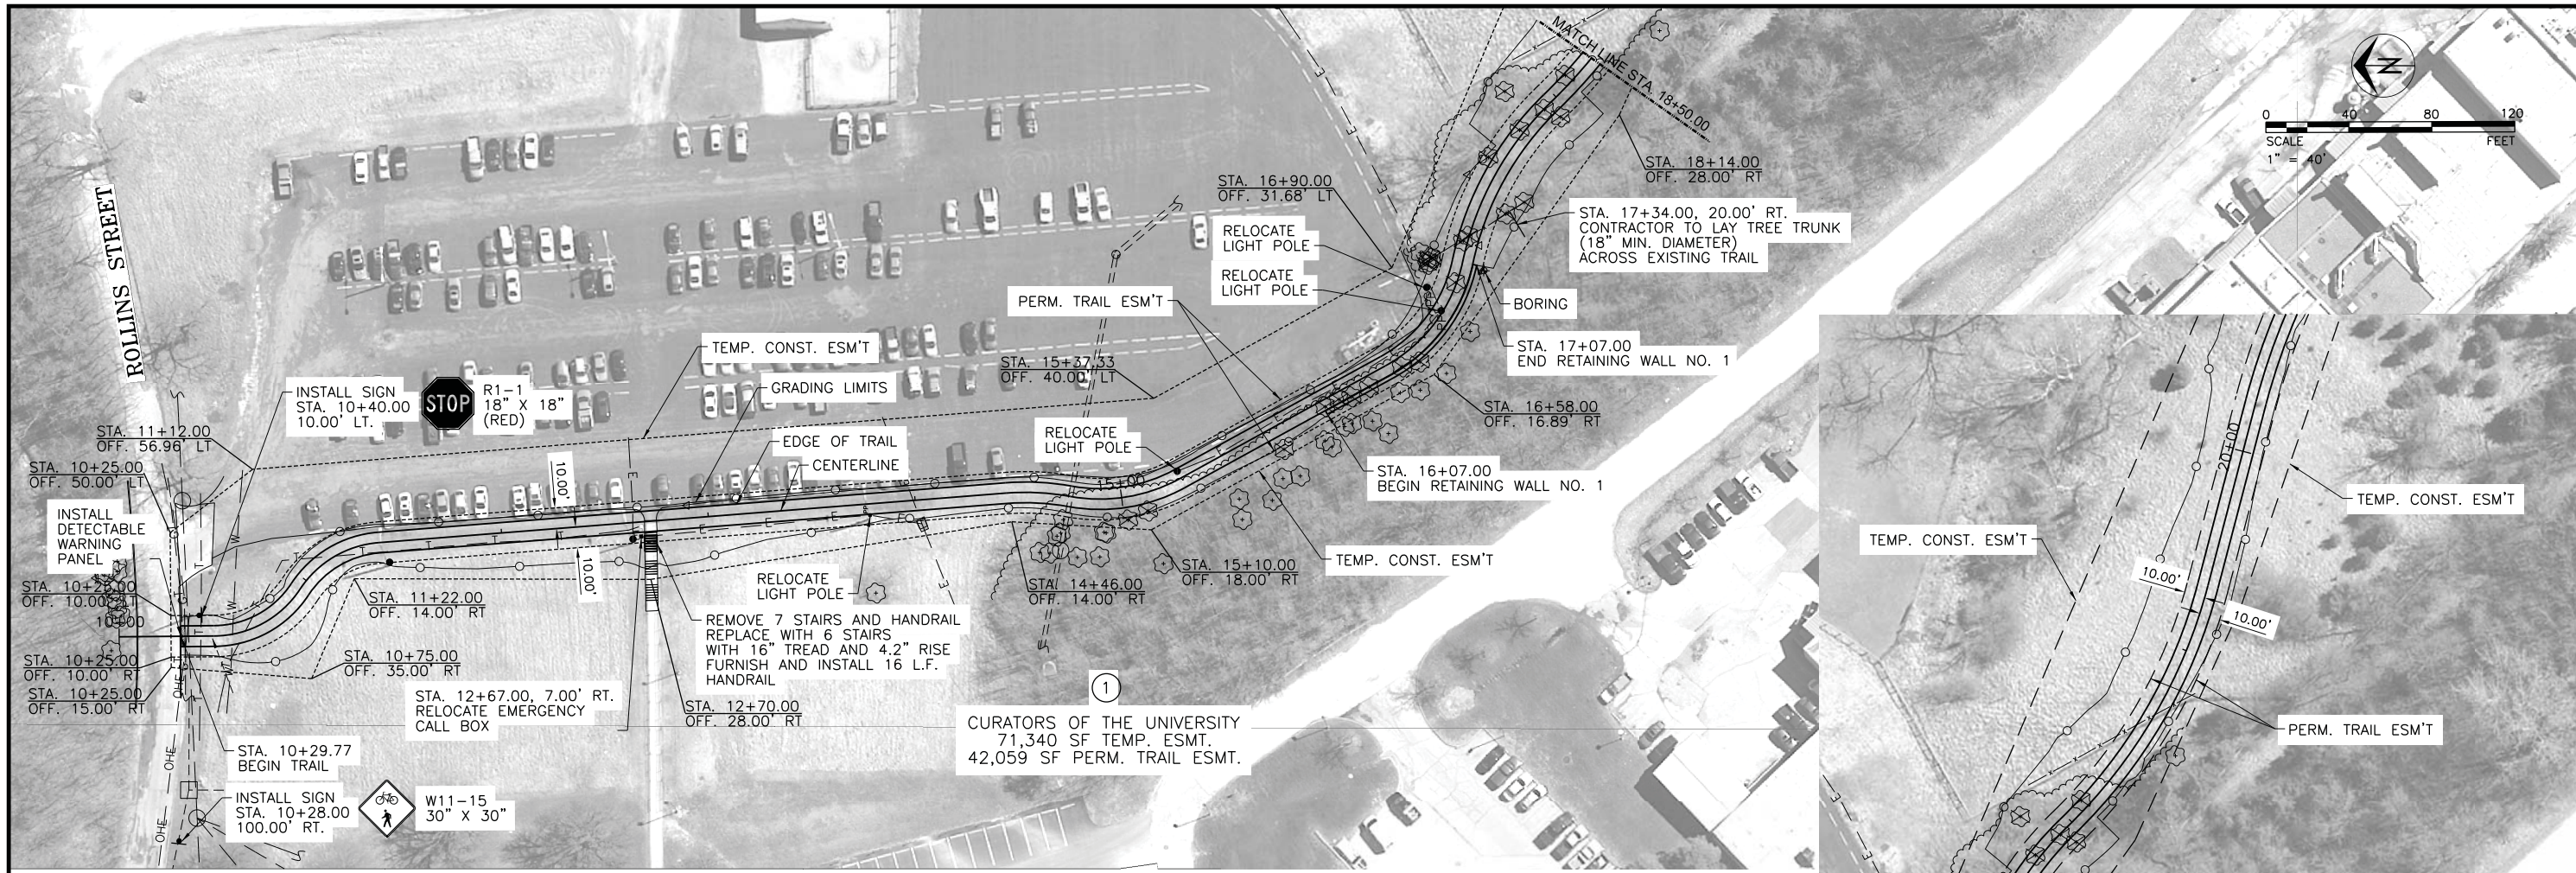 ROLLINS STREET
INSTALL SIGN
STA. 10+40.00
10.00' LT.
STOP
R1-1
18" X 18"
(RED)
STA. 11+12.00
OFF. 56.96' LT
STA. 10+25.00
OFF. 50.00' LT
INSTALL
DETECTABLE
WARNING
PANEL
STA. 10+25.00
OFF. 10.00' LT
10+00
STA. 10+25.00
OFF. 10.00' RT
STA. 10+25.00
OFF. 15.00' RT
STA. 11+22.00
OFF. 14.00' RT
STA. 10+75.00
OFF. 35.00' RT
STA. 10+29.77
BEGIN TRAIL
INSTALL SIGN
STA. 10+28.00
100.00' RT.
W11-15
30" X 30"
OHE
OHE
OHE
STA. 12+67.00, 7.00' RT.
RELOCATE EMERGENCY
CALL BOX
REMOVE 7 STAIRS AND HANDRAIL
REPLACE WITH 6 STAIRS
WITH 16" TREAD AND 4.2" RISE
FURNISH AND INSTALL 16 L.F.
HANDRAIL
STA. 12+70.00
OFF. 28.00' RT
TEMP. CONST. ESM'T
GRADING LIMITS
EDGE OF TRAIL
CENTERLINE
10.00'
10.00'
RELOCATE
LIGHT POLE
RELOCATE
LIGHT POLE
15+00
STA. 14+46.00
OFF. 14.00' RT
STA. 15+10.00
OFF. 18.00' RT
TEMP. CONST. ESM'T
STA. 15+37.33
OFF. 40.00' LT
PERM. TRAIL ESM'T
STA. 16+90.00
OFF. 31.68' LT
RELOCATE
LIGHT POLE
RELOCATE
LIGHT POLE
STA. 16+07.00
BEGIN RETAINING WALL NO. 1
STA. 16+58.00
OFF. 16.89' RT
STA. 17+07.00
END RETAINING WALL NO. 1
BORING
STA. 17+34.00, 20.00' RT.
CONTRACTOR TO LAY TREE TRUNK
(18" MIN. DIAMETER)
ACROSS EXISTING TRAIL
STA. 18+14.00
OFF. 28.00' RT
MATCH LINE STA. 18+50.00
1
CURATORS OF THE UNIVERSITY
71,340 SF TEMP. ESMT.
42,059 SF PERM. TRAIL ESMT.
N
0 40 80 120
SCALE FEET
1" = 40'
20+00
TEMP. CONST. ESM'T
TEMP. CONST. ESM'T
10.00'
10.00'
PERM. TRAIL ESM'T